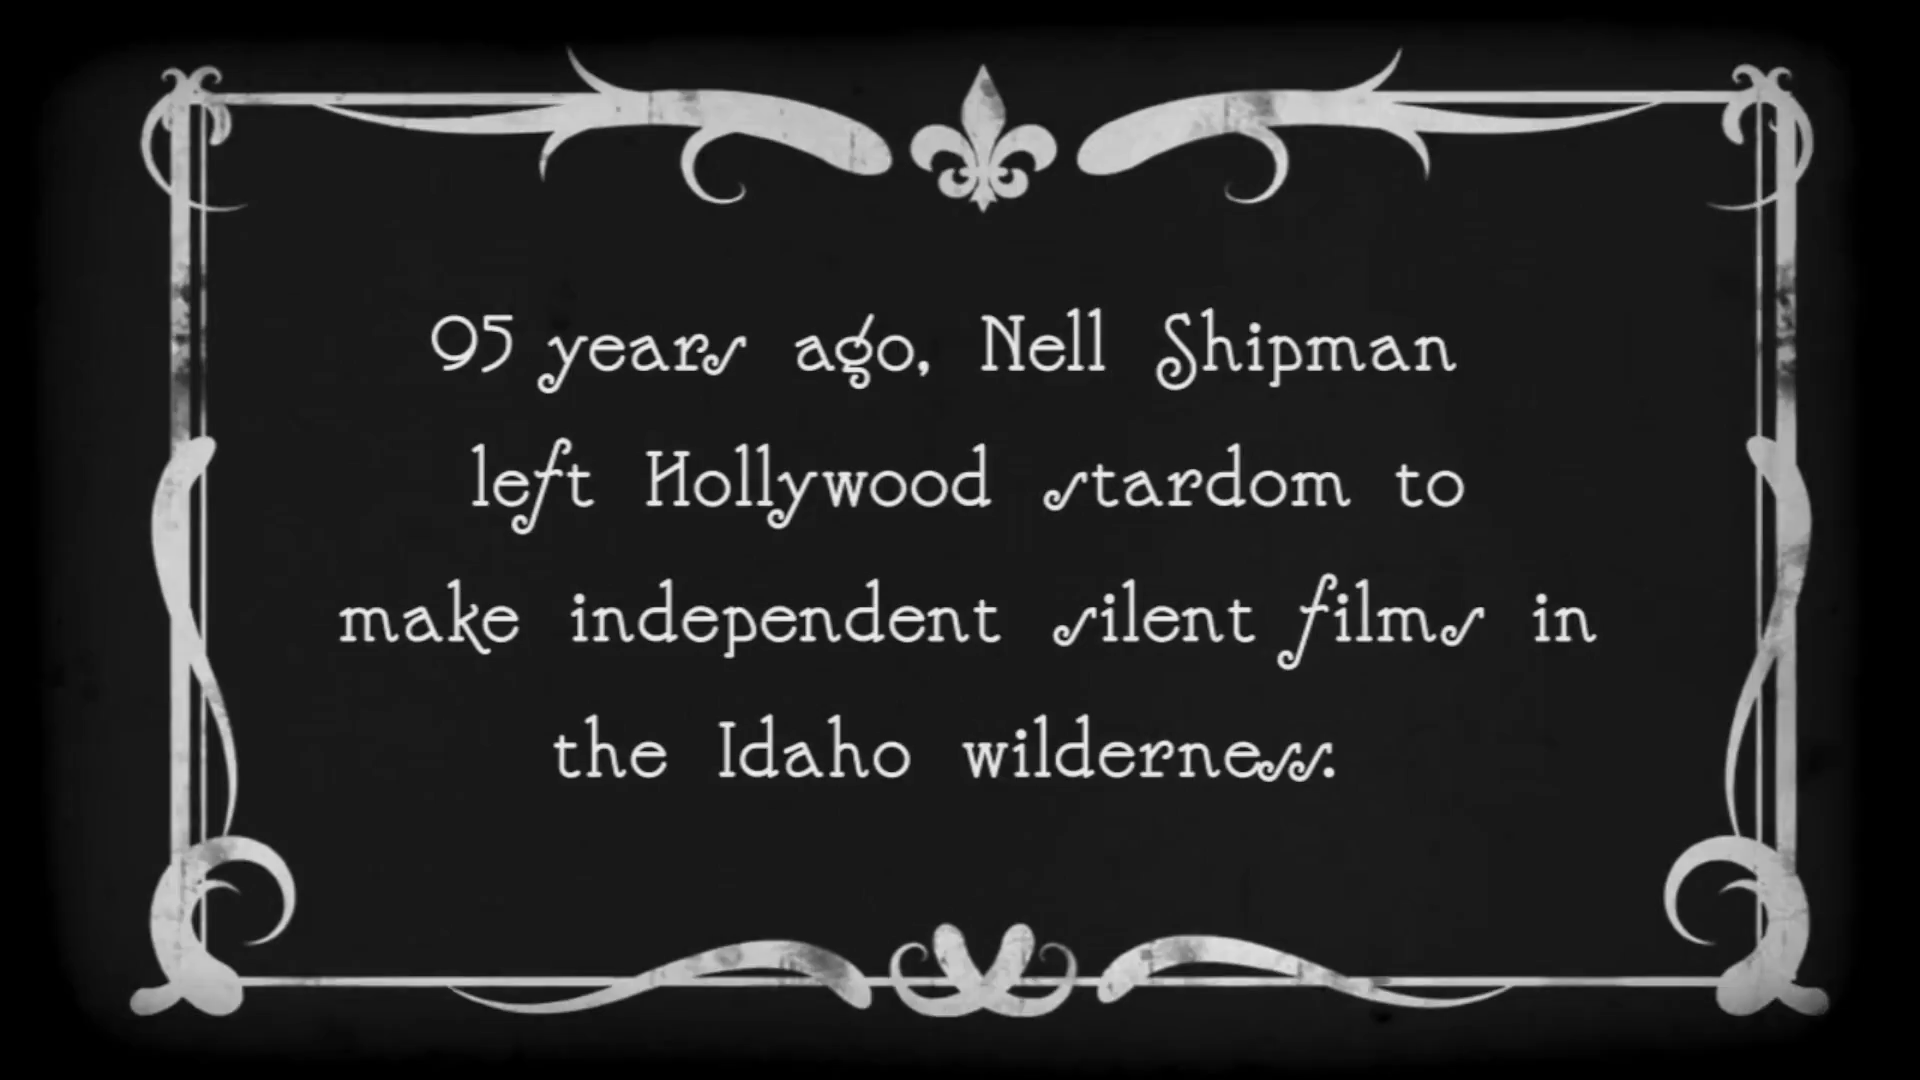 95 years ago, Nell Shipman
left Hollywood stardom to
make independent silent films in
the Idaho wilderness.